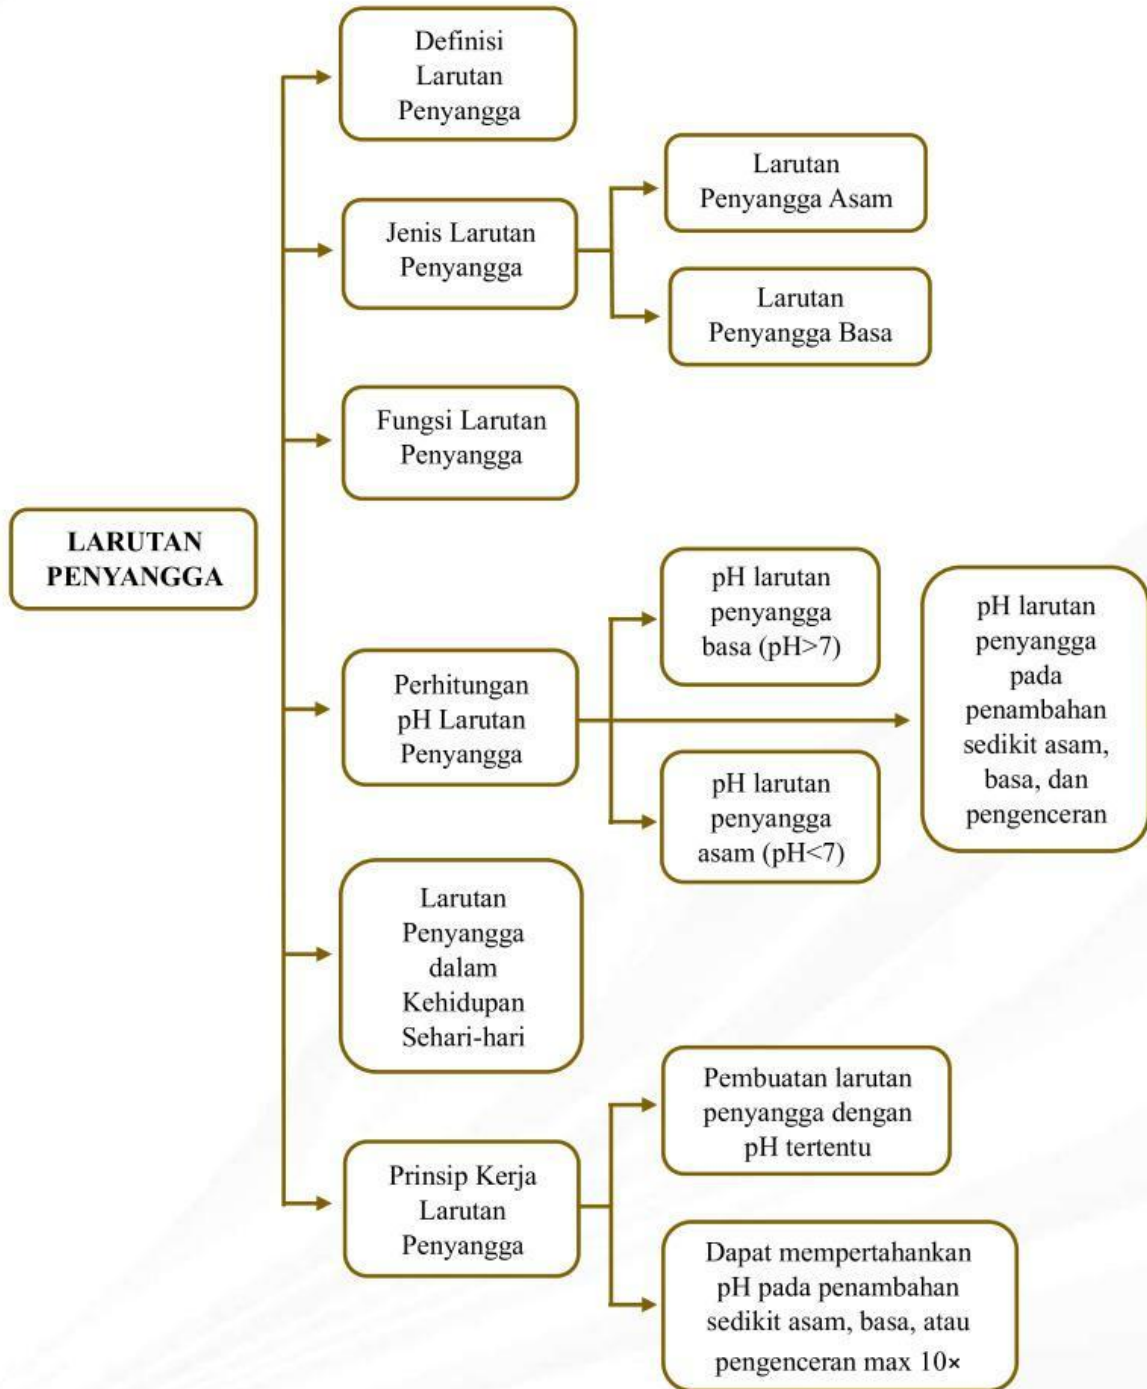 Definisi
Larutan
Penyangga
Larutan
Penyangga Asam
Jenis Larutan
Penyangga
Larutan
Penyangga Basa
Fungsi Larutan
Penyangga
LARUTAN
PENYANGGA
pH larutan
penyangga
basa (pH>7)
pH larutan
penyangga
pada
penambahan
sedikit asam,
basa, dan
pengenceran
Perhitungan
pH Larutan
Penyangga
pH larutan
penyangga
asam (pH<7)
Larutan
Penyangga
dalam
Kehidupan
Sehari-hari
Pembuatan larutan
penyangga dengan
pH tertentu
Prinsip Kerja
Larutan
Penyangga
Dapat mempertahankan
pH pada penambahan
sedikit asam, basa, atau
pengenceran max 10×